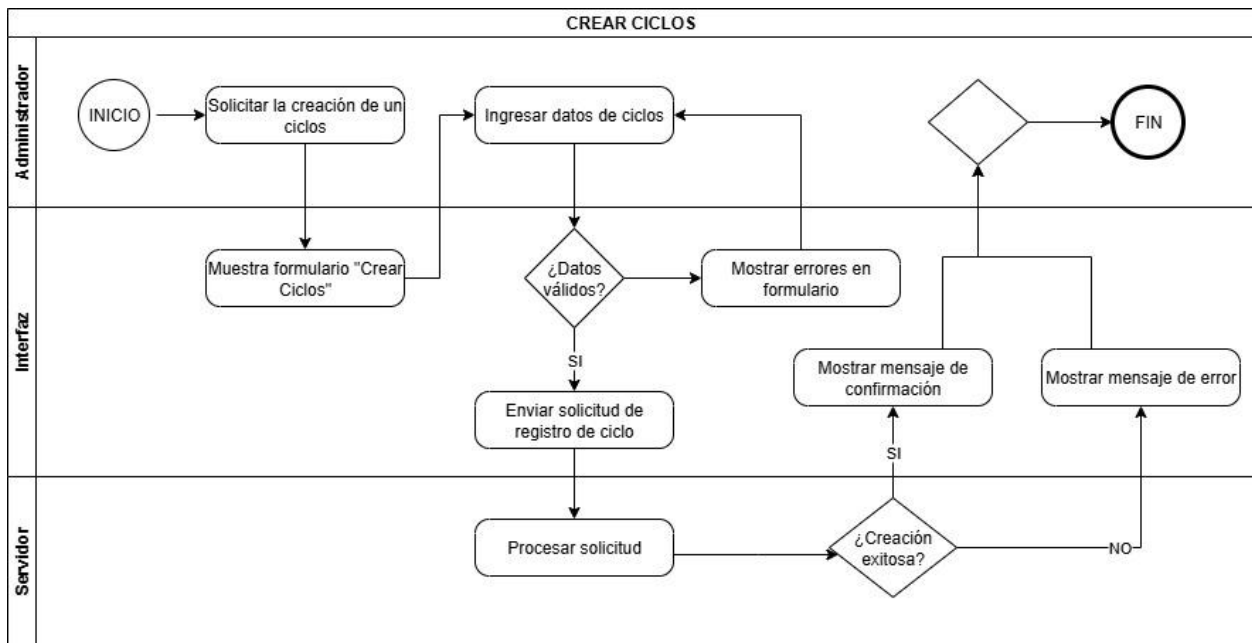 CREAR CICLOS
Administrador
INICIO
Solicitar la creación de un
ciclos
Ingresar datos de ciclos
FIN
Interfaz
Muestra formulario "Crear
Ciclos"
¿Datos
válidos?
Mostrar errores en
formulario
SI
Mostrar mensaje de
confirmación
Mostrar mensaje de error
Enviar solicitud de
registro de ciclo
SI
Servidor
Procesar solicitud
¿Creación
exitosa?
NO